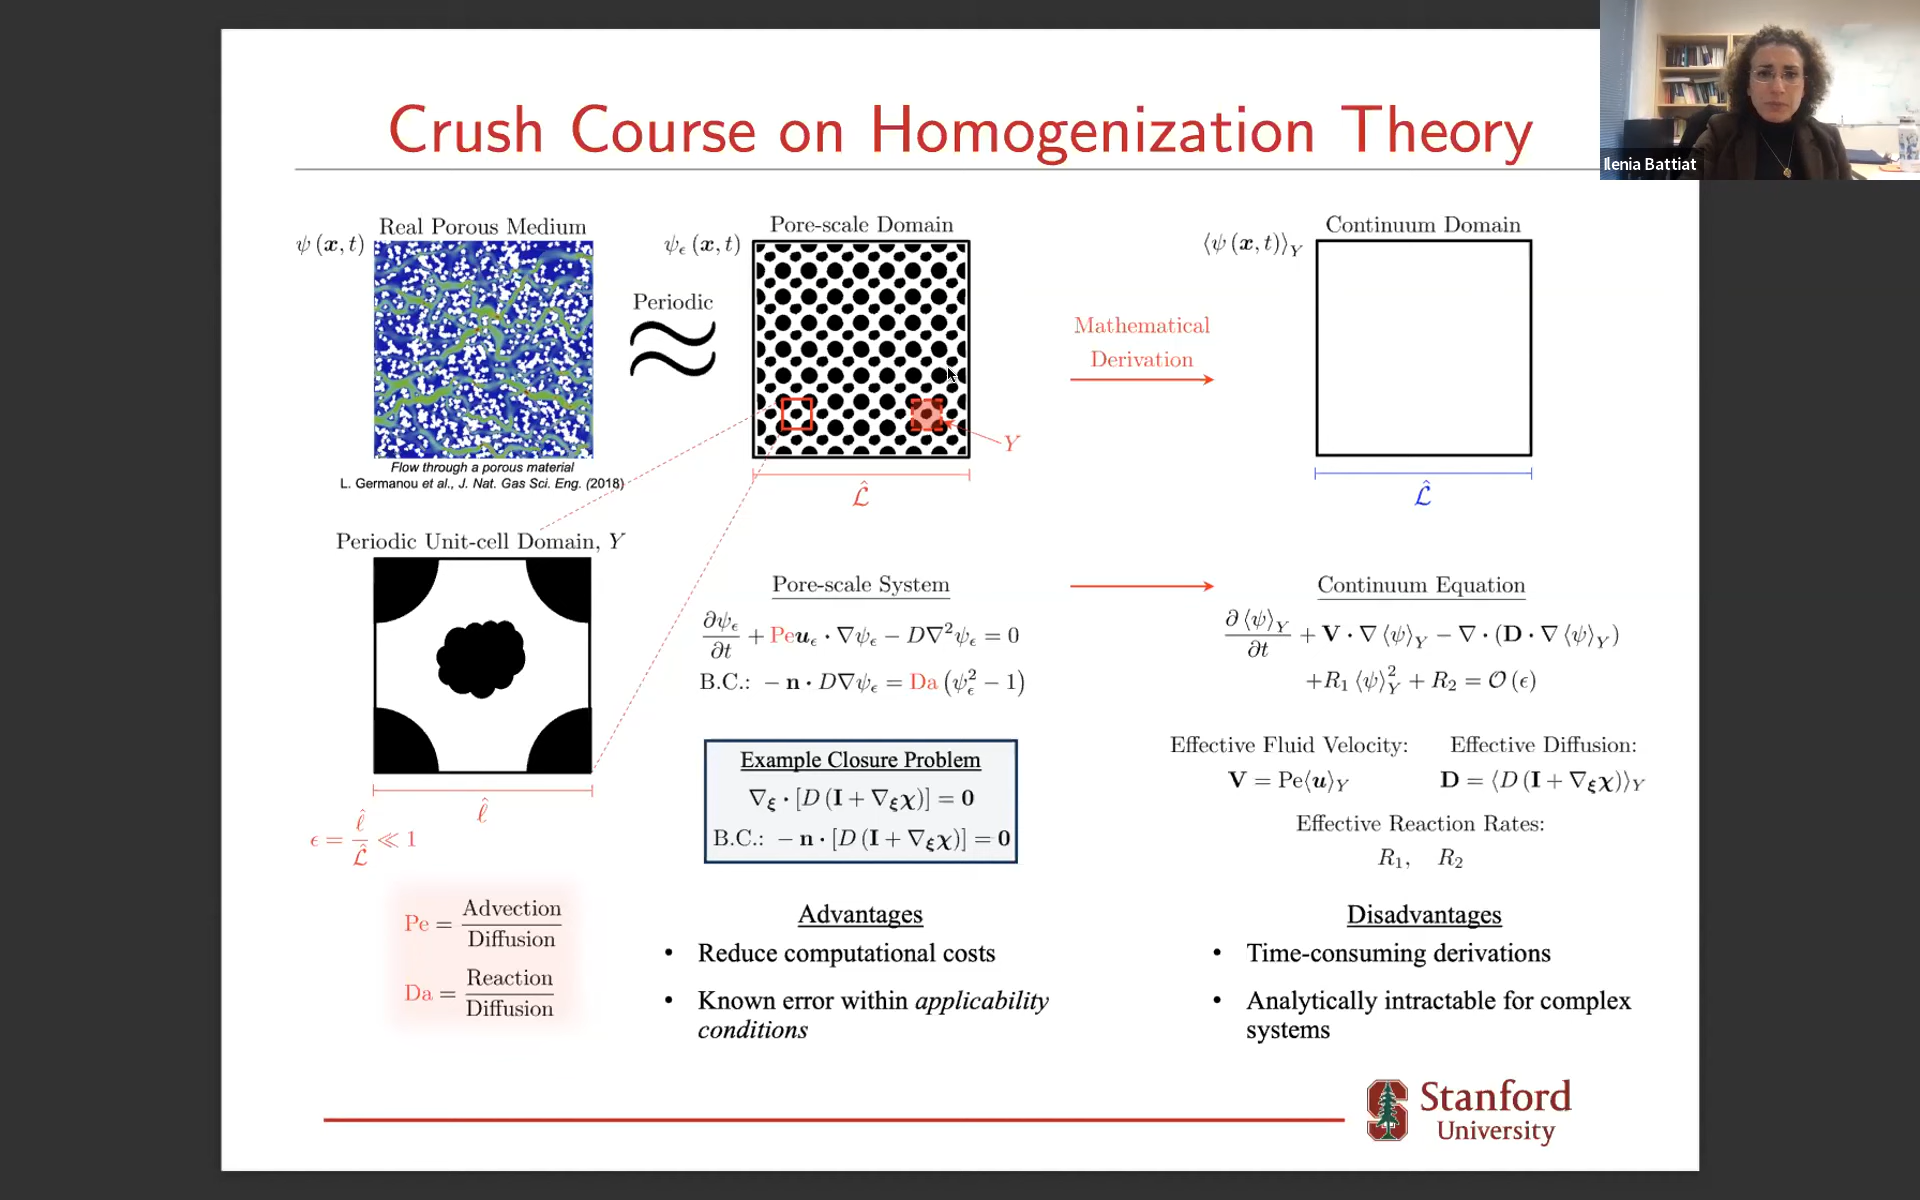 Crush Course on Homogenization Theory
Ilenia Battiat
Real Porous Medium
ψ (x, t)
Pore-scale Domain
ψ_ϵ (x, t)
Continuum Domain
⟨ψ (x, t)⟩_Y
Periodic
Mathematical
Derivation
Y
Flow through a porous material
L. Germanou et al., J. Nat. Gas Sci. Eng. (2018)
ℒ̂
ℒ̂
Periodic Unit-cell Domain, Y
ℓ̂
ϵ = ℓ̂ / ℒ̂ ≪ 1
Pe = Advection / Diffusion
Da = Reaction / Diffusion
Pore-scale System
∂ψ_ϵ/∂t + Peu_ϵ · ∇ψ_ϵ − D∇²ψ_ϵ = 0
B.C.: − n · D∇ψ_ϵ = Da (ψ_ϵ² − 1)
Example Closure Problem
∇_ξ · [D (I + ∇_ξχ)] = 0
B.C.: − n · [D (I + ∇_ξχ)] = 0
Continuum Equation
∂⟨ψ⟩_Y/∂t + V · ∇⟨ψ⟩_Y − ∇ · (D · ∇⟨ψ⟩_Y)
+R₁⟨ψ⟩²_Y + R₂ = 𝒪(ϵ)
Effective Fluid Velocity:
V = Pe⟨u⟩_Y
Effective Diffusion:
D = ⟨D (I + ∇_ξχ)⟩_Y
Effective Reaction Rates:
R₁, R₂
Advantages
• Reduce computational costs
• Known error within applicability
conditions
Disadvantages
• Time-consuming derivations
• Analytically intractable for complex
systems
Stanford
University